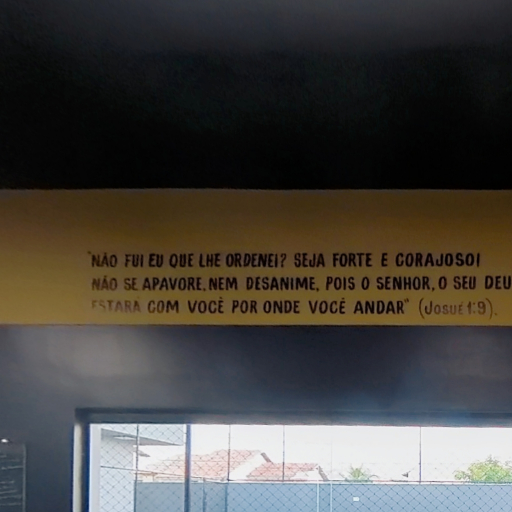 "NÃO FUI EU QUE LHE ORDENEI? SEJA FORTE E CORAJOSO!
NÃO SE APAVORE, NEM DESANIME, POIS O SENHOR, O SEU DEU
ESTARÁ COM VOCÊ POR ONDE VOCÊ ANDAR" (Josué 1:9).